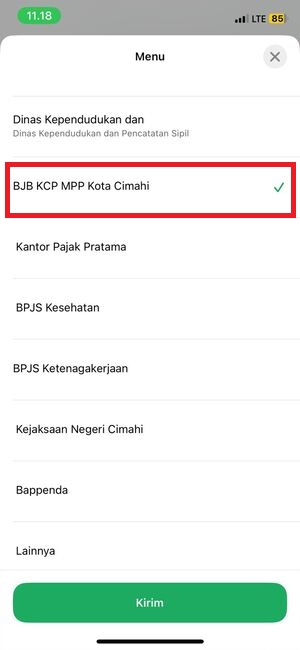 11.18
LTE 85
Menu
Dinas Kependudukan dan
Dinas Kependudukan dan Pencatatan Sipil
BJB KCP MPP Kota Cimahi
Kantor Pajak Pratama
BPJS Kesehatan
BPJS Ketenagakerjaan
Kejaksaan Negeri Cimahi
Bappenda
Lainnya
Kirim